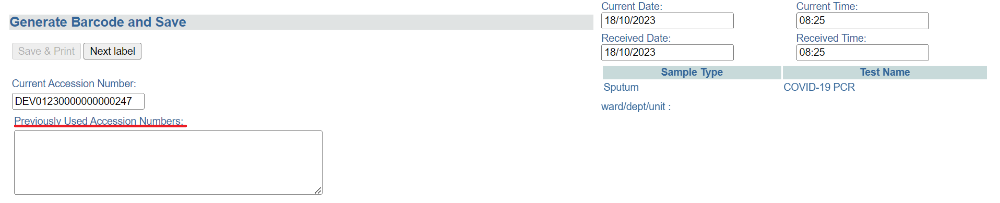 Generate Barcode and Save
Save & Print Next label
Current Accession Number:
DEV01230000000000247
Previously Used Accession Numbers:
Current Date: Current Time:
18/10/2023 08:25
Received Date: Received Time:
18/10/2023 08:25
Sample Type Test Name
Sputum COVID-19 PCR
ward/dept/unit :